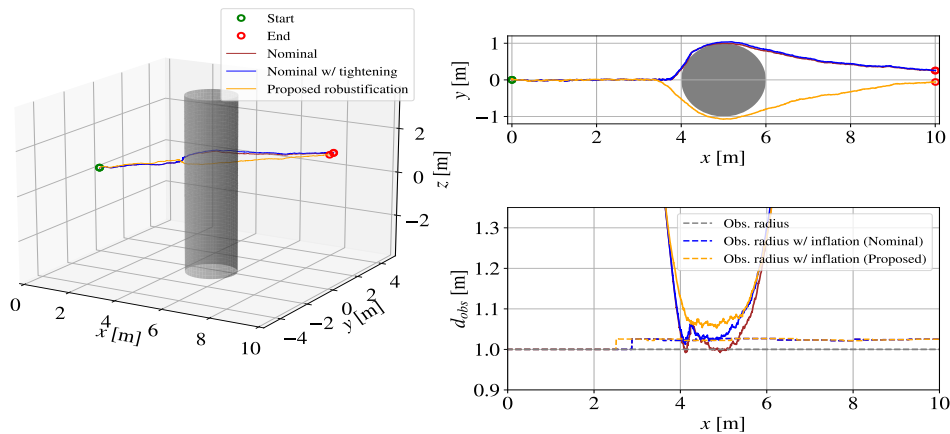 Start
End
Nominal
Nominal w/ tightening
Proposed robustification
2
0
−2
z [m]
0
2
4
6
8
10
x [m]
−4
−2
0
2
4
y [m]
1
0
−1
y [m]
0
2
4
6
8
10
x [m]
1.3
1.2
1.1
1.0
0.9
d_obs [m]
Obs. radius
Obs. radius w/ inflation (Nominal)
Obs. radius w/ inflation (Proposed)
0
2
4
6
8
10
x [m]